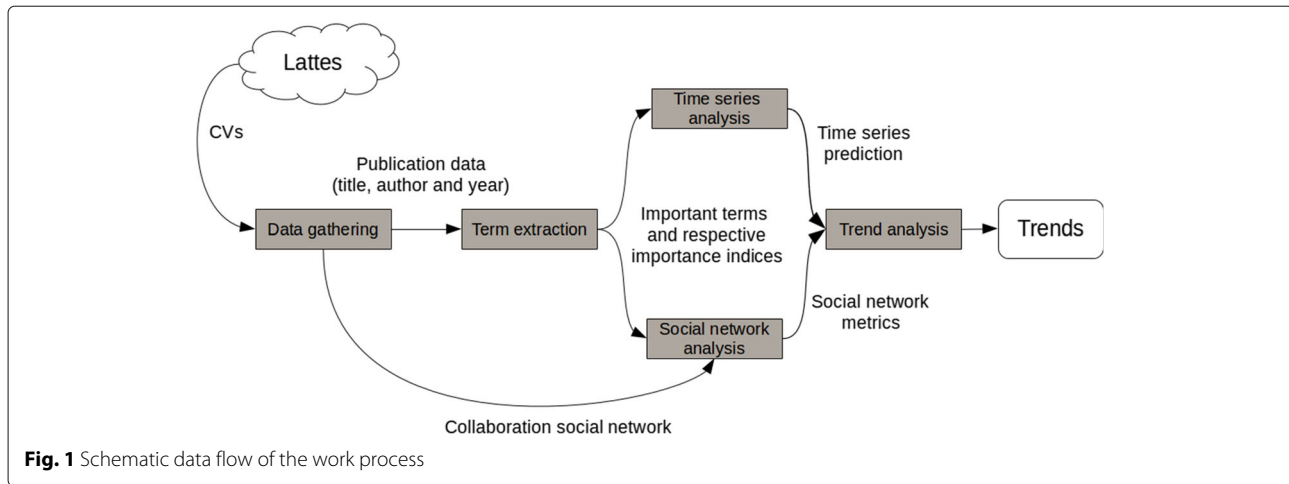 Lattes
CVs
Publication data
(title, author and year)
Data gathering
Term extraction
Time series
analysis
Important terms
and respective
importance indices
Social network
analysis
Collaboration social network
Time series
prediction
Trend analysis
Social network
metrics
Trends
Fig. 1 Schematic data flow of the work process